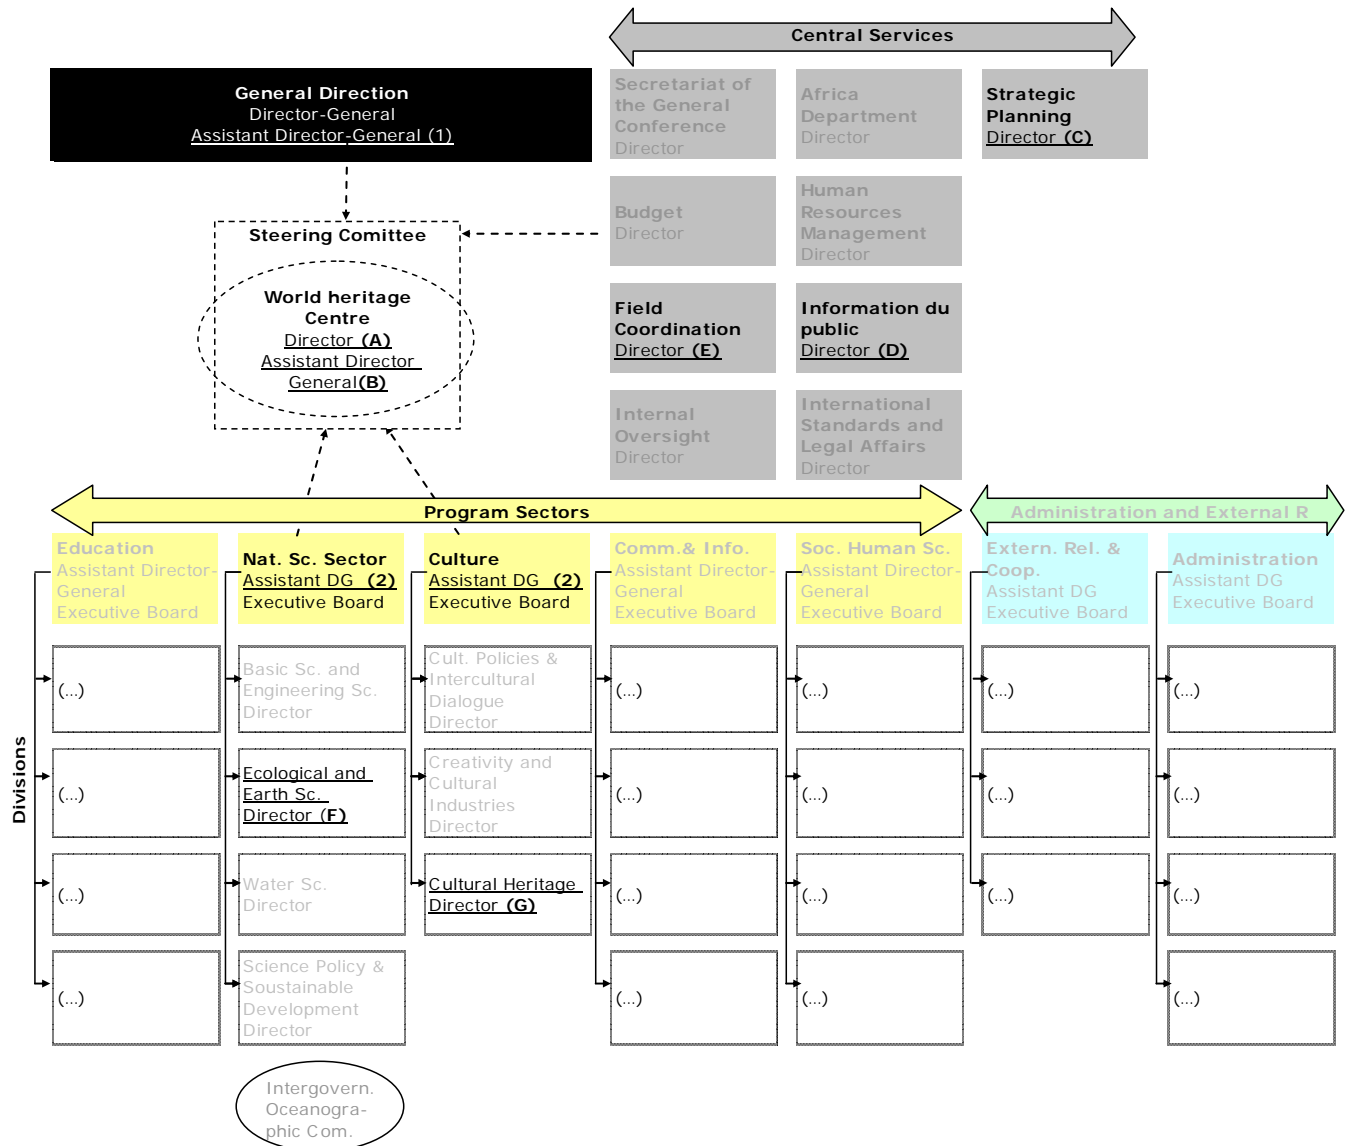 Central Services
General Direction
Director-General
Assistant Director-General (1)
Secretariat of
the General
Conference
Director
Africa
Department
Director
Strategic
Planning
Director (C)
Budget
Director
Human
Resources
Management
Director
Steering Comittee
World heritage
Centre
Director (A)
Assistant Director
General(B)
Field
Coordination
Director (E)
Information du
public
Director (D)
Internal
Oversight
Director
International
Standards and
Legal Affairs
Director
Program Sectors
Administration and External R
Education
Assistant Director-
General
Executive Board
Nat. Sc. Sector
Assistant DG (2)
Executive Board
Culture
Assistant DG (2)
Executive Board
Comm.& Info.
Assistant Director-
General
Executive Board
Soc. Human Sc.
Assistant Director-
General
Executive Board
Extern. Rel. &
Coop.
Assistant DG
Executive Board
Administration
Assistant DG
Executive Board
Divisions
(...)
Basic Sc. and
Engineering Sc.
Director
Cult. Policies &
Intercultural
Dialogue
Director
(...)
(...)
(...)
(...)
(...)
Ecological and
Earth Sc.
Director (F)
Creativity and
Cultural
Industries
Director
(...)
(...)
(...)
(...)
(...)
Water Sc.
Director
Cultural Heritage
Director (G)
(...)
(...)
(...)
(...)
(...)
Science Policy &
Soustainable
Development
Director
(...)
(...)
(...)
Intergovern.
Oceanogra-
phic Com.